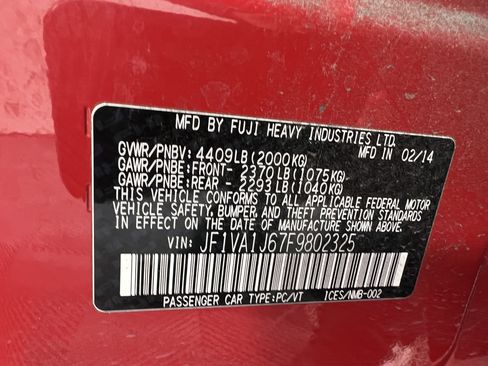 MFD BY FUJI HEAVY INDUSTRIES LTD.
GVWR/PNBV: 4409LB(2000KG) MFD IN 02/14
GAWR/PNBE:FRONT- 2370LB(1075KG)
GAWR/PNBE:REAR - 2293LB(1040KG)
THIS VEHICLE CONFORMS TO ALL APPLICABLE FEDERAL MOTOR
VEHICLE SAFETY, BUMPER AND THEFT PREVENTION STANDARDS
IN EFFECT ON THE DATE OF MANUFACTURE SHOWN ABOVE.
VIN: JF1VA1J67F9802325
PASSENGER CAR TYPE:PC/VT ICES/NMB-002